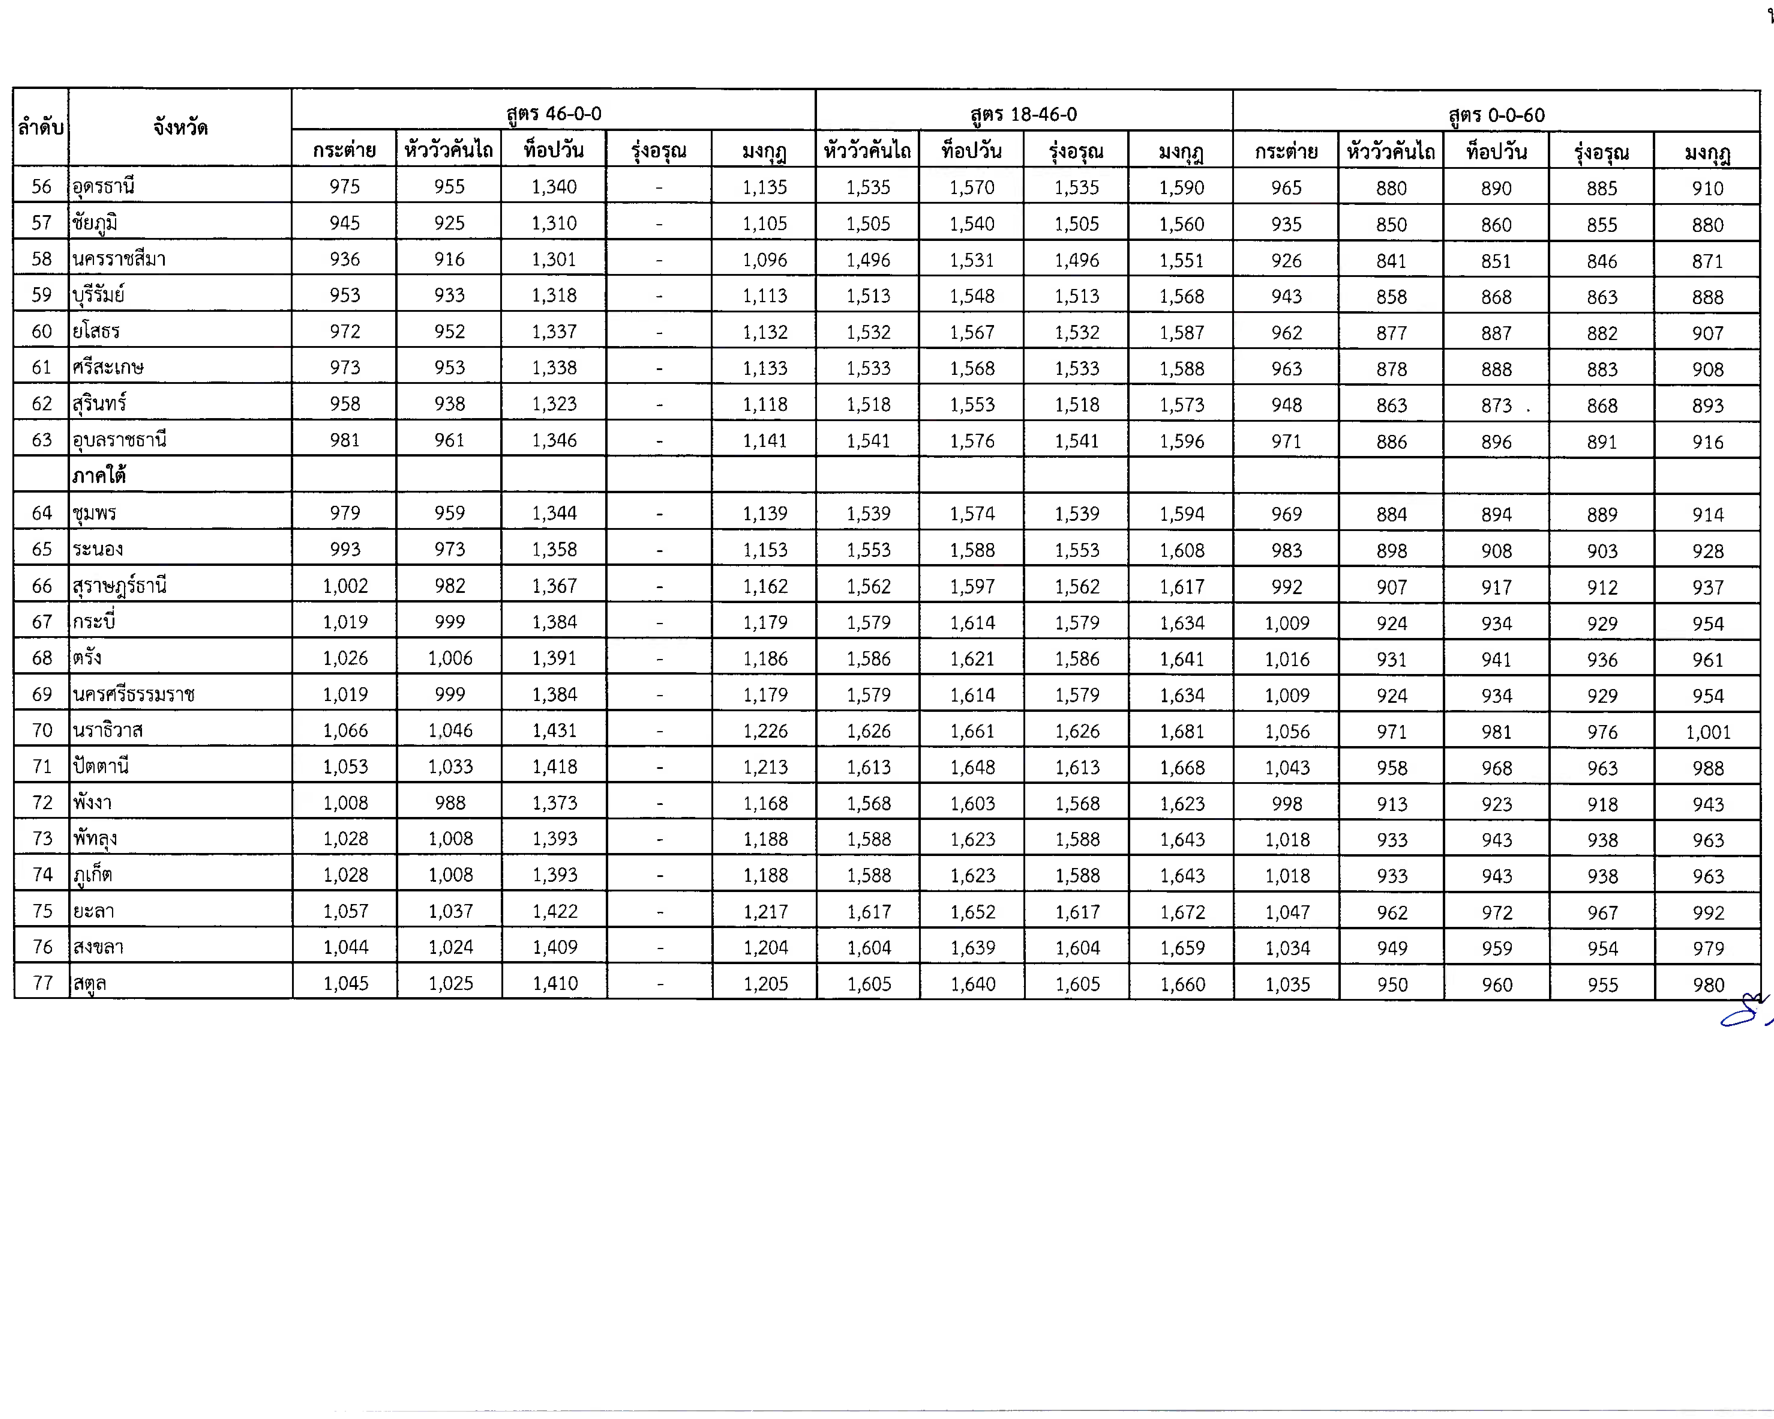 ลำดับ จังหวัด สูตร 46-0-0 สูตร 18-46-0 สูตร 0-0-60
กระต่าย หัววัวคันไถ ท็อปวัน รุ่งอรุณ มงกุฎ หัววัวคันไถ ท็อปวัน รุ่งอรุณ มงกุฎ กระต่าย หัววัวคันไถ ท็อปวัน รุ่งอรุณ มงกุฎ
56 อุดรธานี 975 955 1,340 - 1,135 1,535 1,570 1,535 1,590 965 880 890 885 910
57 ชัยภูมิ 945 925 1,310 - 1,105 1,505 1,540 1,505 1,560 935 850 860 855 880
58 นครราชสีมา 936 916 1,301 - 1,096 1,496 1,531 1,496 1,551 926 841 851 846 871
59 บุรีรัมย์ 953 933 1,318 - 1,113 1,513 1,548 1,513 1,568 943 858 868 863 888
60 ยโสธร 972 952 1,337 - 1,132 1,532 1,567 1,532 1,587 962 877 887 882 907
61 ศรีสะเกษ 973 953 1,338 - 1,133 1,533 1,568 1,533 1,588 963 878 888 883 908
62 สุรินทร์ 958 938 1,323 - 1,118 1,518 1,553 1,518 1,573 948 863 873 868 893
63 อุบลราชธานี 981 961 1,346 - 1,141 1,541 1,576 1,541 1,596 971 886 896 891 916
ภาคใต้
64 ชุมพร 979 959 1,344 - 1,139 1,539 1,574 1,539 1,594 969 884 894 889 914
65 ระนอง 993 973 1,358 - 1,153 1,553 1,588 1,553 1,608 983 898 908 903 928
66 สุราษฎร์ธานี 1,002 982 1,367 - 1,162 1,562 1,597 1,562 1,617 992 907 917 912 937
67 กระบี่ 1,019 999 1,384 - 1,179 1,579 1,614 1,579 1,634 1,009 924 934 929 954
68 ตรัง 1,026 1,006 1,391 - 1,186 1,586 1,621 1,586 1,641 1,016 931 941 936 961
69 นครศรีธรรมราช 1,019 999 1,384 - 1,179 1,579 1,614 1,579 1,634 1,009 924 934 929 954
70 นราธิวาส 1,066 1,046 1,431 - 1,226 1,626 1,661 1,626 1,681 1,056 971 981 976 1,001
71 ปัตตานี 1,053 1,033 1,418 - 1,213 1,613 1,648 1,613 1,668 1,043 958 968 963 988
72 พังงา 1,008 988 1,373 - 1,168 1,568 1,603 1,568 1,623 998 913 923 918 943
73 พัทลุง 1,028 1,008 1,393 - 1,188 1,588 1,623 1,588 1,643 1,018 933 943 938 963
74 ภูเก็ต 1,028 1,008 1,393 - 1,188 1,588 1,623 1,588 1,643 1,018 933 943 938 963
75 ยะลา 1,057 1,037 1,422 - 1,217 1,617 1,652 1,617 1,672 1,047 962 972 967 992
76 สงขลา 1,044 1,024 1,409 - 1,204 1,604 1,639 1,604 1,659 1,034 949 959 954 979
77 สตูล 1,045 1,025 1,410 - 1,205 1,605 1,640 1,605 1,660 1,035 950 960 955 980